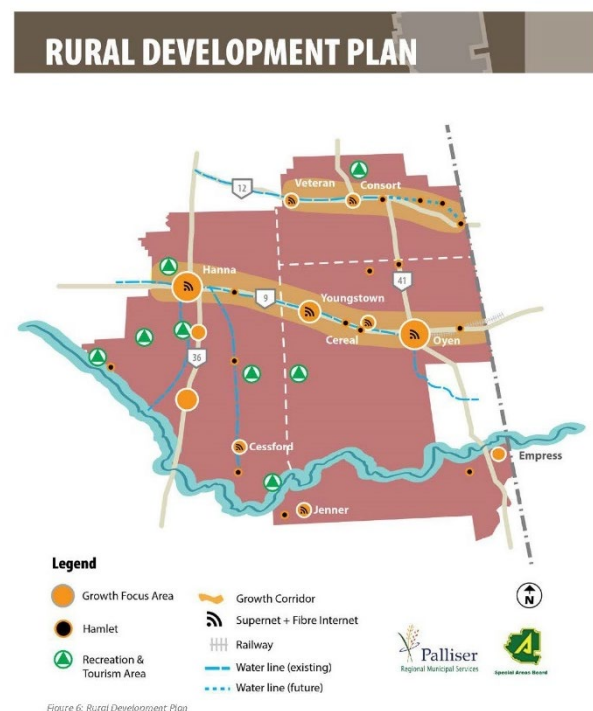 RURAL DEVELOPMENT PLAN
12
Veteran
Consort
Hanna
41
9
Youngstown
Cereal
Oyen
36
Cessford
Empress
Jenner
Legend
Growth Focus Area
Hamlet
Recreation &
Tourism Area
Growth Corridor
Supernet + Fibre Internet
Railway
Water line (existing)
Water line (future)
N
Palliser
Regional Municipal Services
A
Special Areas Board
Figure 6: Rural Development Plan